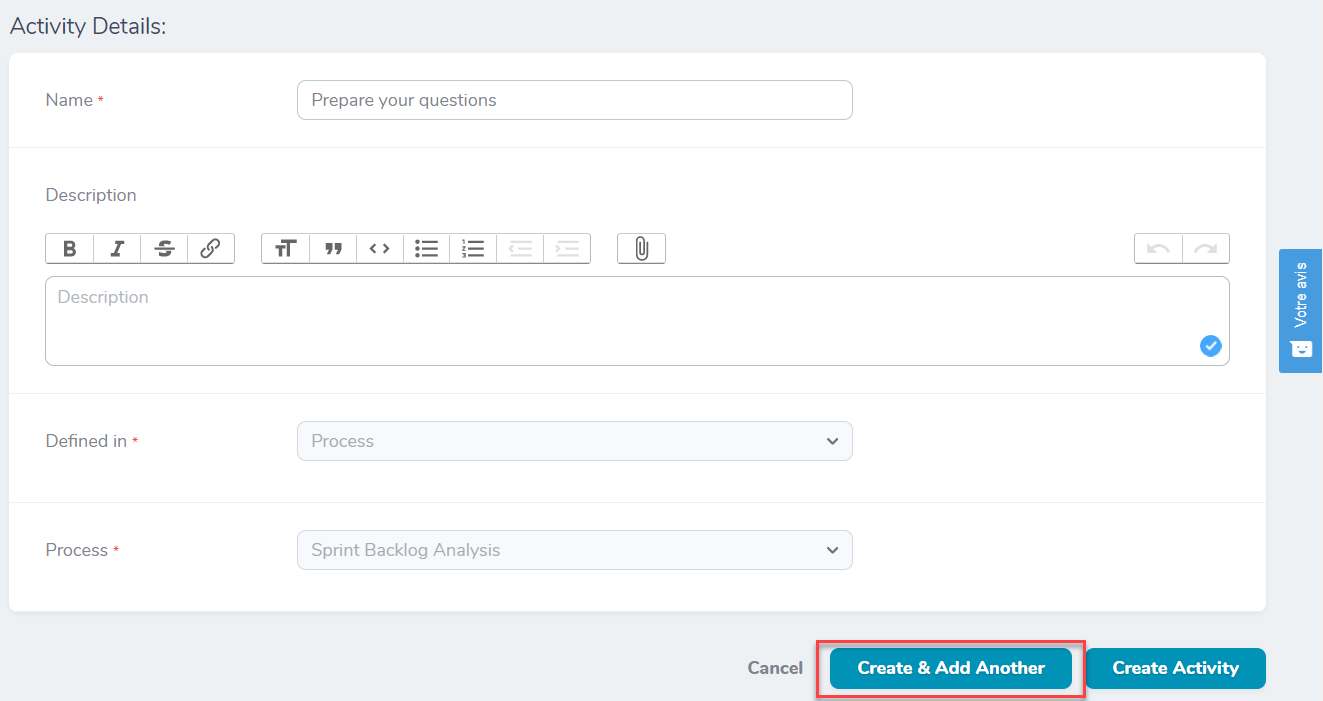 Activity Details:
Name *
Prepare your questions
Description
Description
Defined in *
Process
Process *
Sprint Backlog Analysis
Cancel
Create & Add Another
Create Activity
Votre avis